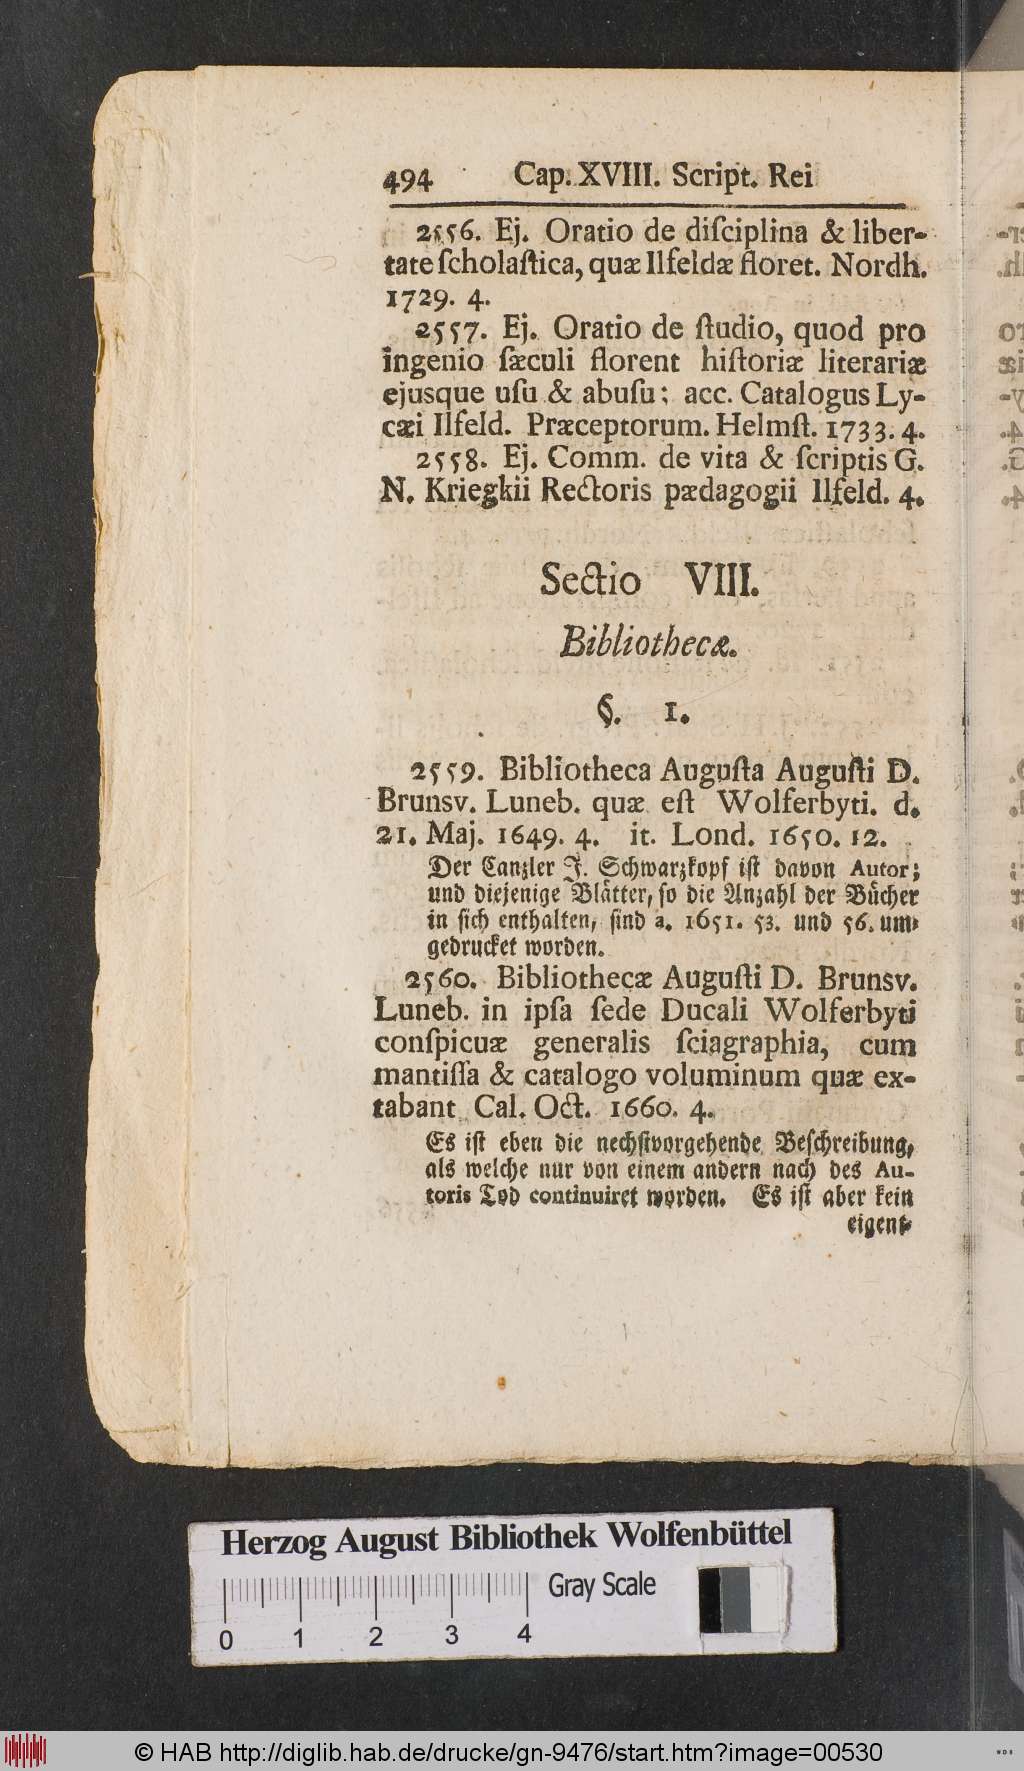 494 Cap. XVIII. Script. Rei
2556. Ej. Oratio de diſciplina & liber-
tate ſcholaſtica, quæ Ilfeldæ floret. Nordh.
1729. 4.
2557. Ej. Oratio de ſtudio, quod pro
ingenio ſæculi florent hiſtoriæ literariæ
ejusque uſu & abuſu; acc. Catalogus Ly-
cæi Ilfeld. Præceptorum. Helmſt. 1733. 4.
2558. Ej. Comm. de vita & ſcriptis G.
N. Kriegkii Rectoris pædagogii Ilfeld. 4.
Sectio VIII.
Bibliothecæ.
§. 1.
2559. Bibliotheca Auguſta Auguſti D.
Brunsv. Luneb. quæ eſt Wolferbyti. d.
21. Maj. 1649. 4. it. Lond. 1650. 12.
Der Canzler J. Schwarzkopf iſt davon Autor;
und diejenige Blätter, ſo die Anzahl der Bücher
in ſich enthalten, ſind a. 1651. 53. und 56. um-
gedrucket worden.
2560. Bibliothecæ Auguſti D. Brunsv.
Luneb. in ipſa ſede Ducali Wolferbyti
conſpicuæ generalis ſciagraphia, cum
mantiſſa & catalogo voluminum quæ ex-
tabant Cal. Oct. 1660. 4.
Es iſt eben die nechſtvorgehende Beſchreibung,
als welche nur von einem andern nach des Au-
toris Tod continuiret worden. Es iſt aber kein
eigent-
Herzog August Bibliothek Wolfenbüttel
Gray Scale
0 1 2 3 4
© HAB http://diglib.hab.de/drucke/gn-9476/start.htm?image=00530